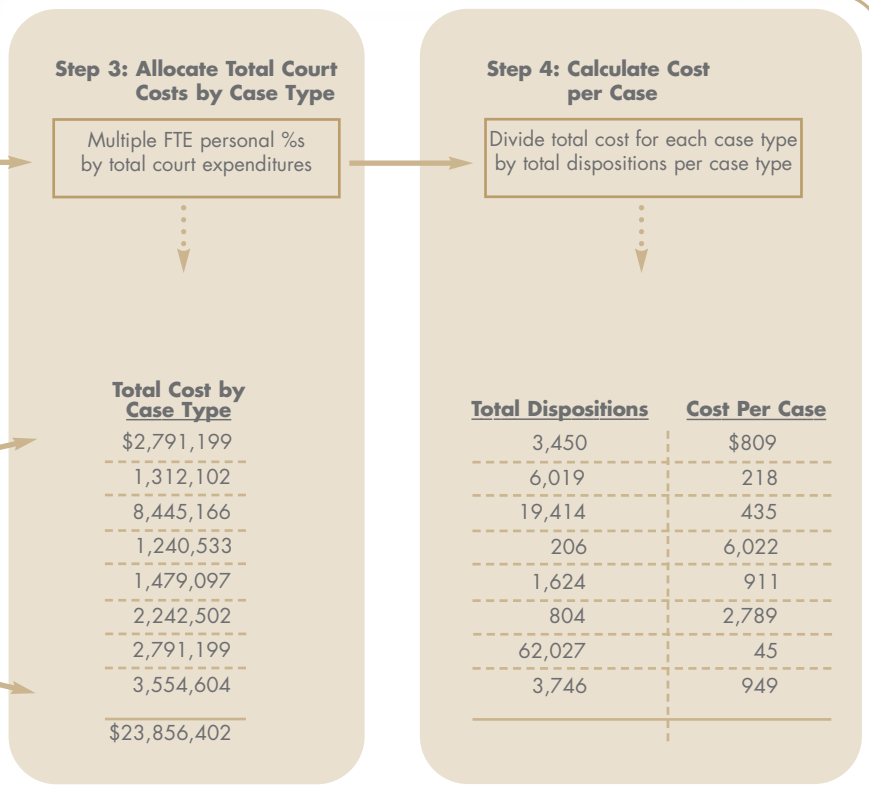 Step 3: Allocate Total Court
Costs by Case Type
Multiple FTE personal %s
by total court expenditures
Total Cost by
Case Type
$2,791,199
1,312,102
8,445,166
1,240,533
1,479,097
2,242,502
2,791,199
3,554,604
$23,856,402
Step 4: Calculate Cost
per Case
Divide total cost for each case type
by total dispositions per case type
Total Dispositions Cost Per Case
3,450 $809
6,019 218
19,414 435
206 6,022
1,624 911
804 2,789
62,027 45
3,746 949